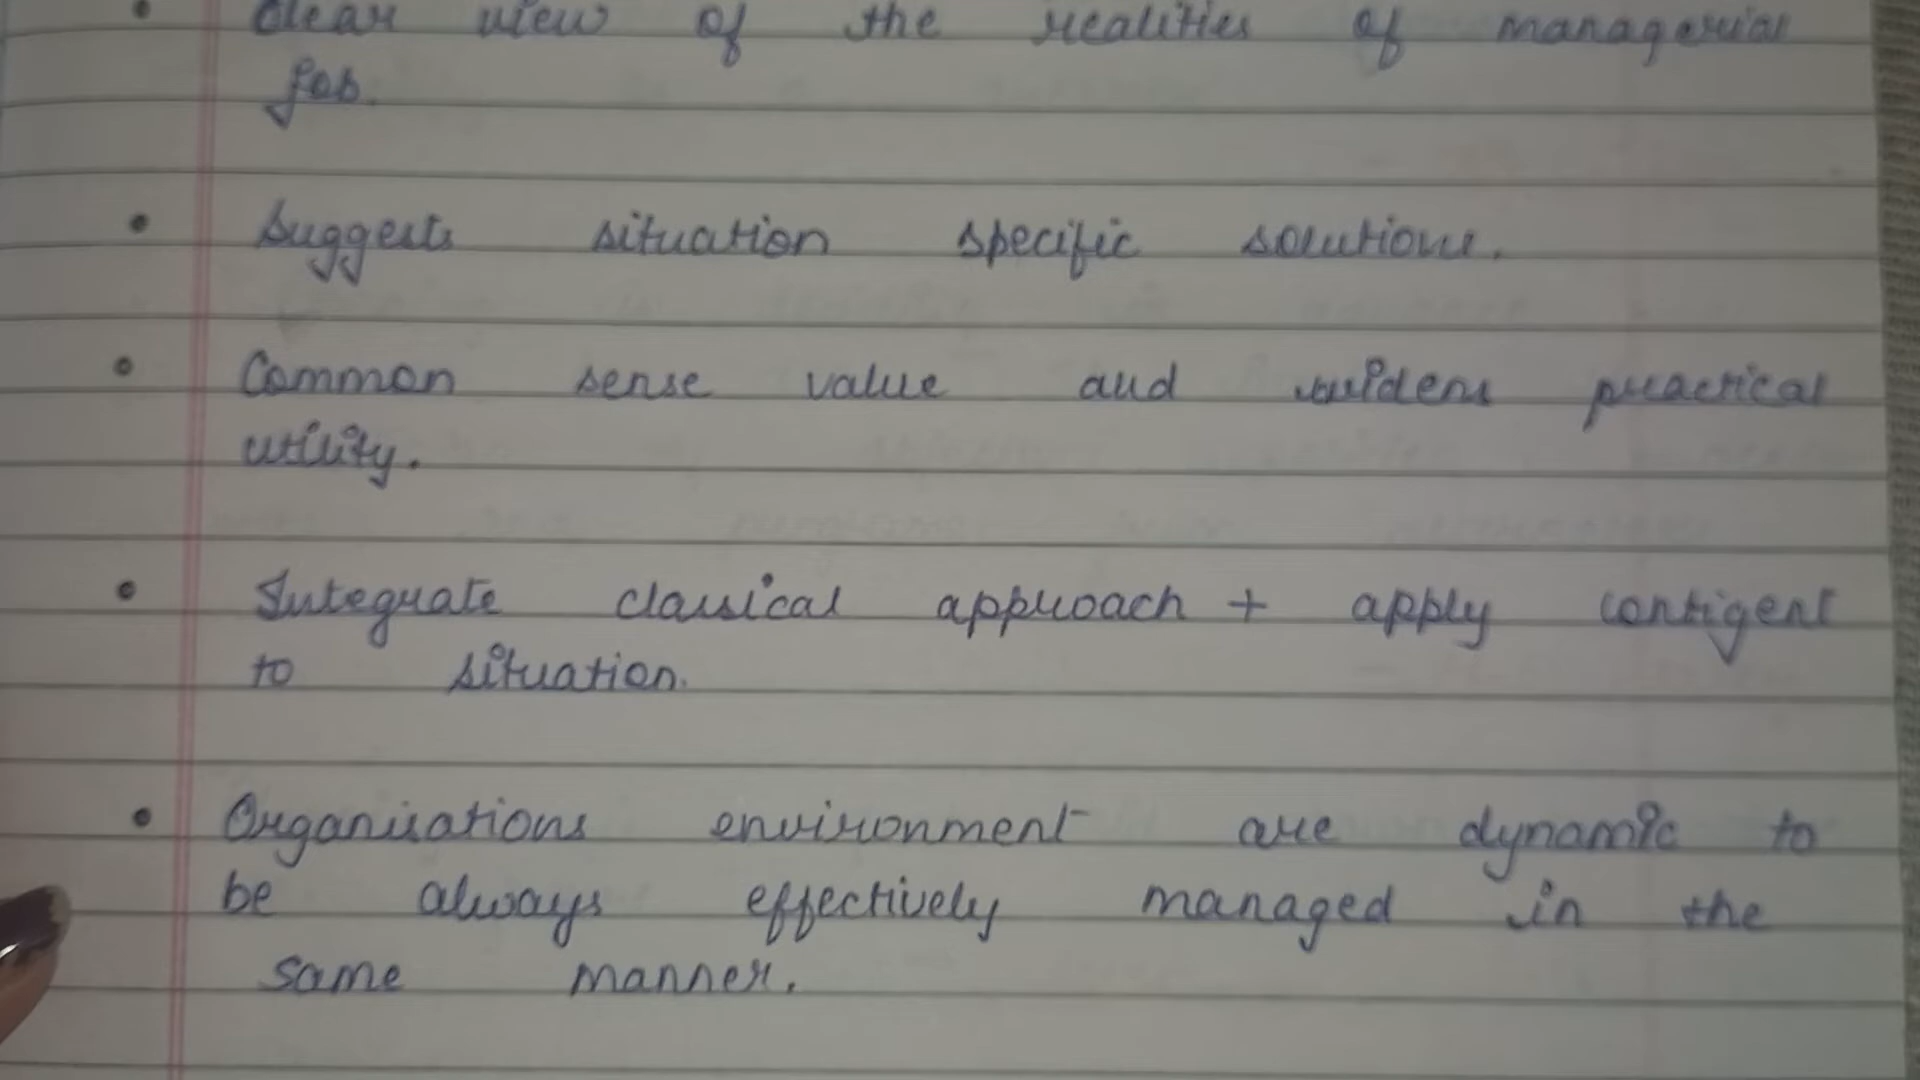 • Clear view of the realities of managerial
job.
• Suggests situation specific solutions.
• Common sense value and widens practical
utility.
• Integrate classical approach + apply contigent
to situation.
• Organisations environment are dynamic to
be always effectively managed in the
same manner.